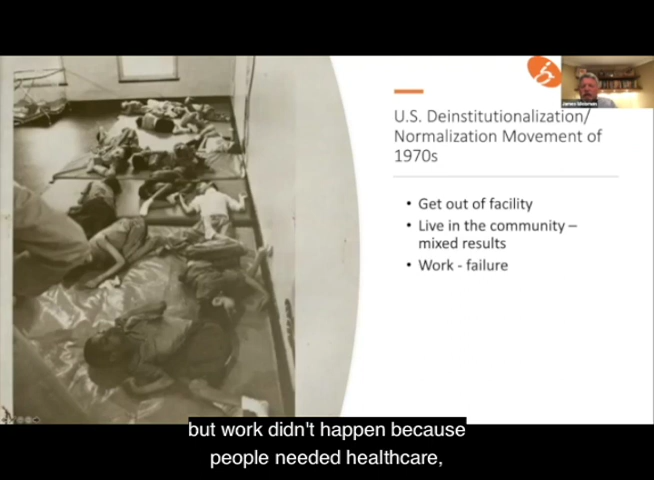 U.S. Deinstitutionalization/
Normalization Movement of
1970s
• Get out of facility
• Live in the community –
mixed results
• Work - failure
but work didn't happen because
people needed healthcare,